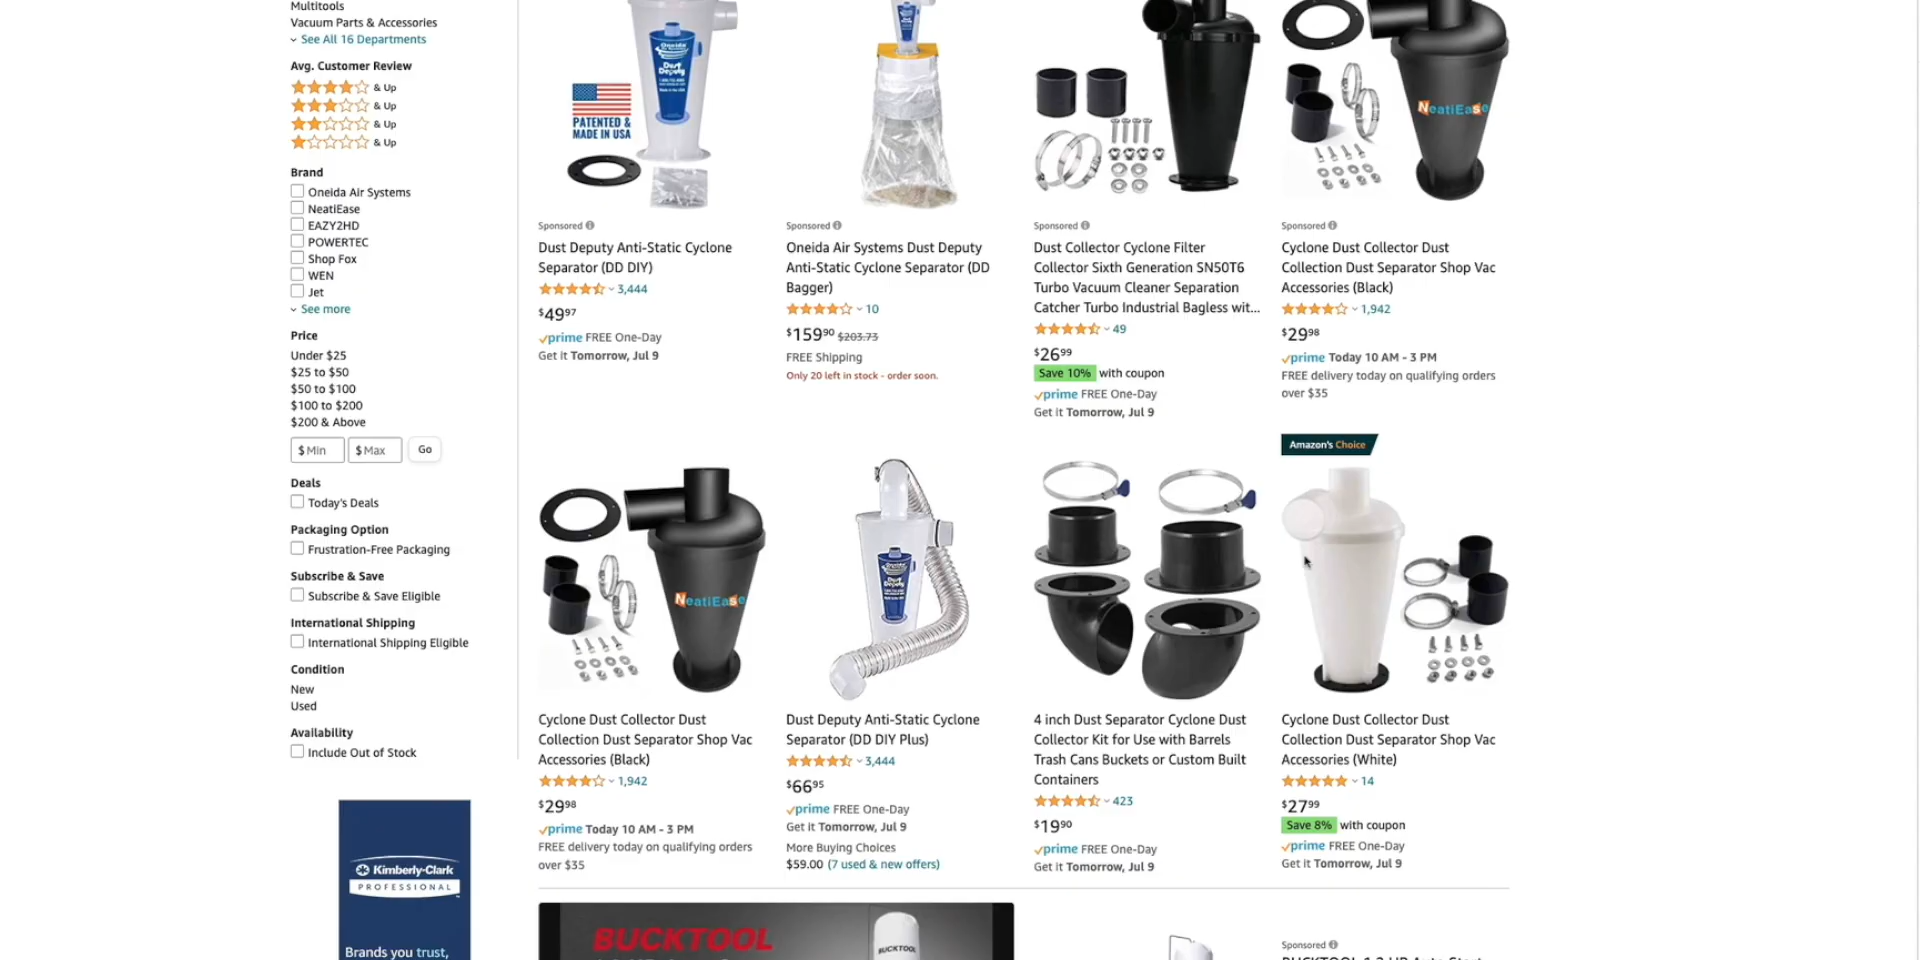 Multitools
Vacuum Parts & Accessories
See All 16 Departments
Avg. Customer Review
& Up
& Up
& Up
& Up
Brand
Oneida Air Systems
NeatiEase
EAZY2HD
POWERTEC
Shop Fox
WEN
Jet
See more
Price
Under $25
$25 to $50
$50 to $100
$100 to $200
$200 & Above
$ Min
$ Max
Go
Deals
Today's Deals
Packaging Option
Frustration-Free Packaging
Subscribe & Save
Subscribe & Save Eligible
International Shipping
International Shipping Eligible
Condition
New
Used
Availability
Include Out of Stock
Kimberly-Clark
PROFESSIONAL
Brands you trust,
Oneida
Dust
Deputy
PATENTED &
MADE IN USA
Sponsored
Dust Deputy Anti-Static Cyclone
Separator (DD DIY)
3,444
$49.97
prime FREE One-Day
Get it Tomorrow, Jul 9
Sponsored
Oneida Air Systems Dust Deputy
Anti-Static Cyclone Separator (DD
Bagger)
10
$159.90 $203.73
FREE Shipping
Only 20 left in stock - order soon.
Sponsored
Dust Collector Cyclone Filter
Collector Sixth Generation SN50T6
Turbo Vacuum Cleaner Separation
Catcher Turbo Industrial Bagless wit...
49
$26.99
Save 10% with coupon
prime FREE One-Day
Get it Tomorrow, Jul 9
NeatiEase
Sponsored
Cyclone Dust Collector Dust
Collection Dust Separator Shop Vac
Accessories (Black)
1,942
$29.98
prime Today 10 AM - 3 PM
FREE delivery today on qualifying orders
over $35
NeatiEase
Cyclone Dust Collector Dust
Collection Dust Separator Shop Vac
Accessories (Black)
1,942
$29.98
prime Today 10 AM - 3 PM
FREE delivery today on qualifying orders
over $35
Dust Deputy Anti-Static Cyclone
Separator (DD DIY Plus)
3,444
$66.95
prime FREE One-Day
Get it Tomorrow, Jul 9
More Buying Choices
$59.00 (7 used & new offers)
4 inch Dust Separator Cyclone Dust
Collector Kit for Use with Barrels
Trash Cans Buckets or Custom Built
Containers
423
$19.90
prime FREE One-Day
Get it Tomorrow, Jul 9
Amazon's Choice
Cyclone Dust Collector Dust
Collection Dust Separator Shop Vac
Accessories (White)
14
$27.99
Save 8% with coupon
prime FREE One-Day
Get it Tomorrow, Jul 9
BUCKTOOL
BUCKTOOL
Sponsored